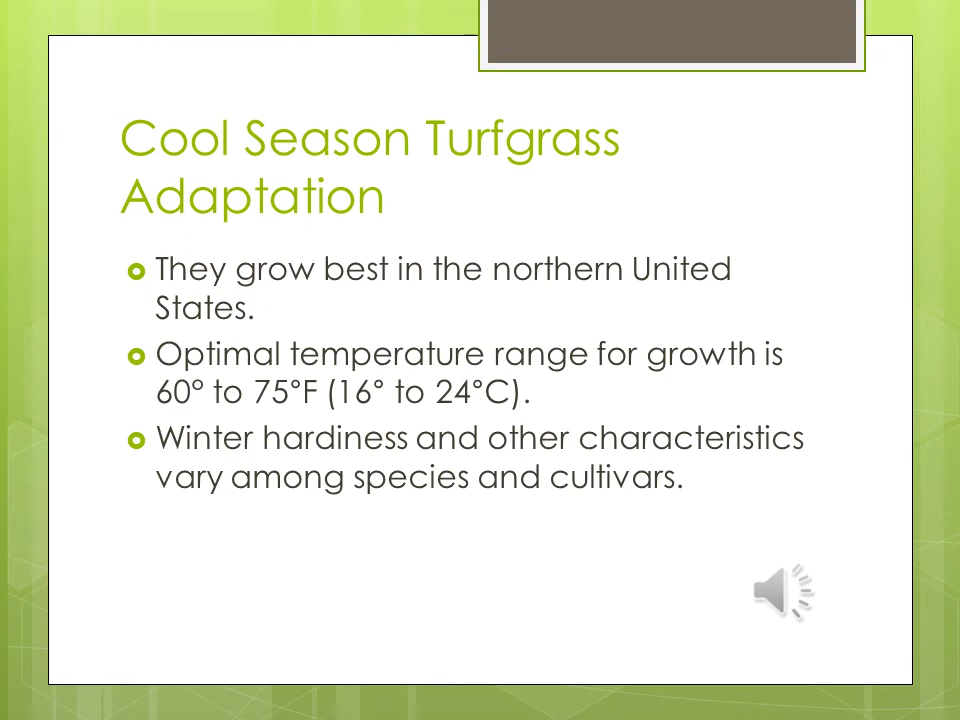 Cool Season Turfgrass
Adaptation
They grow best in the northern United
States.
Optimal temperature range for growth is
60° to 75°F (16° to 24°C).
Winter hardiness and other characteristics
vary among species and cultivars.